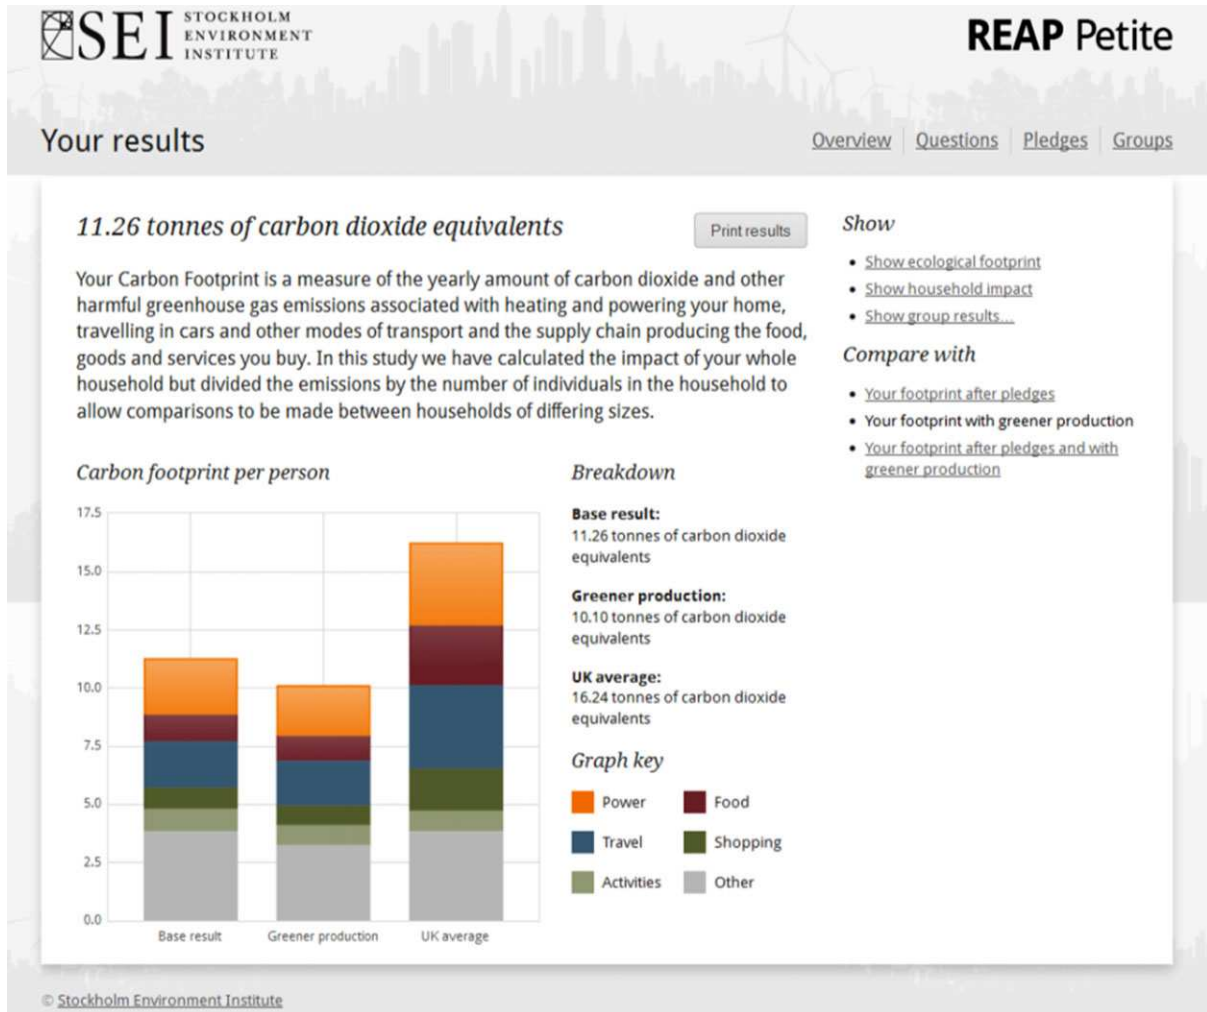 SEI STOCKHOLM
ENVIRONMENT
INSTITUTE
REAP Petite
Your results
Overview Questions Pledges Groups
11.26 tonnes of carbon dioxide equivalents
Print results
Your Carbon Footprint is a measure of the yearly amount of carbon dioxide and other
harmful greenhouse gas emissions associated with heating and powering your home,
travelling in cars and other modes of transport and the supply chain producing the food,
goods and services you buy. In this study we have calculated the impact of your whole
household but divided the emissions by the number of individuals in the household to
allow comparisons to be made between households of differing sizes.
Show
• Show ecological footprint
• Show household impact
• Show group results...
Compare with
• Your footprint after pledges
• Your footprint with greener production
• Your footprint after pledges and with
greener production
Carbon footprint per person
17.5
15.0
12.5
10.0
7.5
5.0
2.5
0.0
Base result Greener production UK average
Breakdown
Base result:
11.26 tonnes of carbon dioxide
equivalents
Greener production:
10.10 tonnes of carbon dioxide
equivalents
UK average:
16.24 tonnes of carbon dioxide
equivalents
Graph key
Power Food
Travel Shopping
Activities Other
© Stockholm Environment Institute